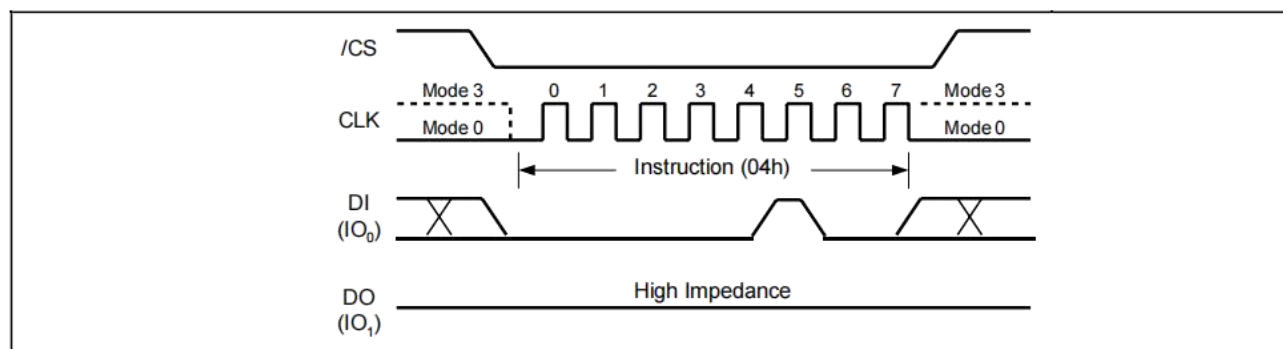 /CS
Mode 3 0 1 2 3 4 5 6 7 Mode 3
CLK
Mode 0 Mode 0
Instruction (04h)
DI
(IO₀)
High Impedance
DO
(IO₁)